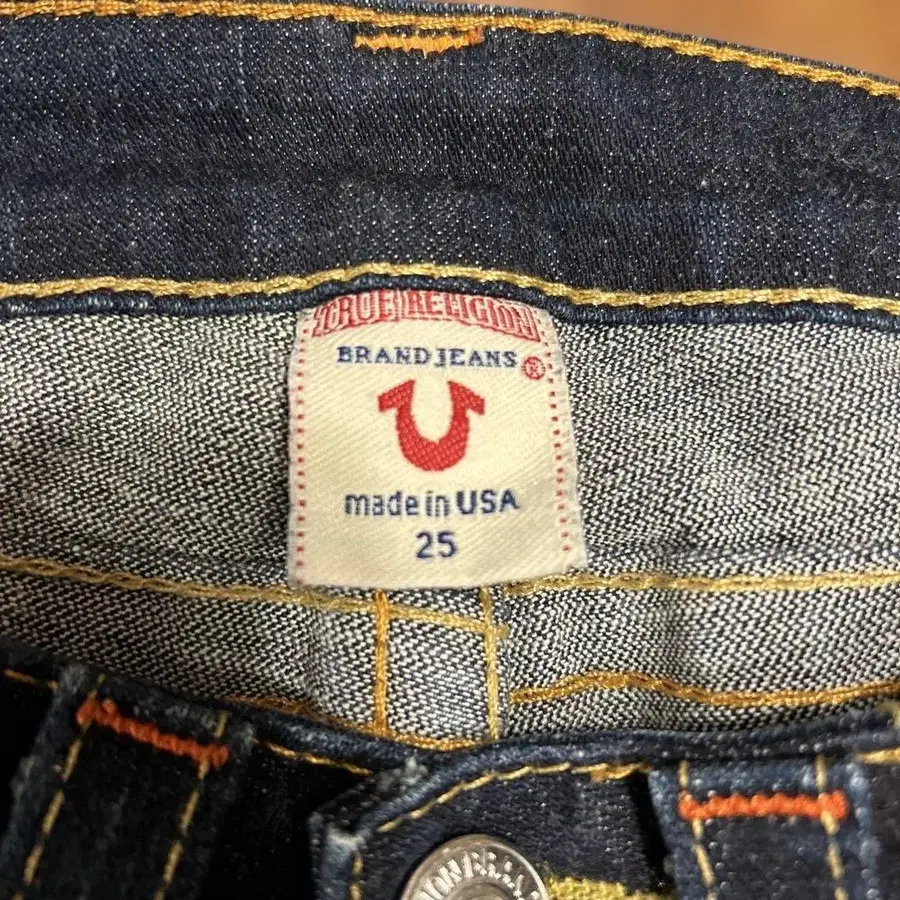 TRUE RELIGION
BRAND JEANS ®
made in USA
25